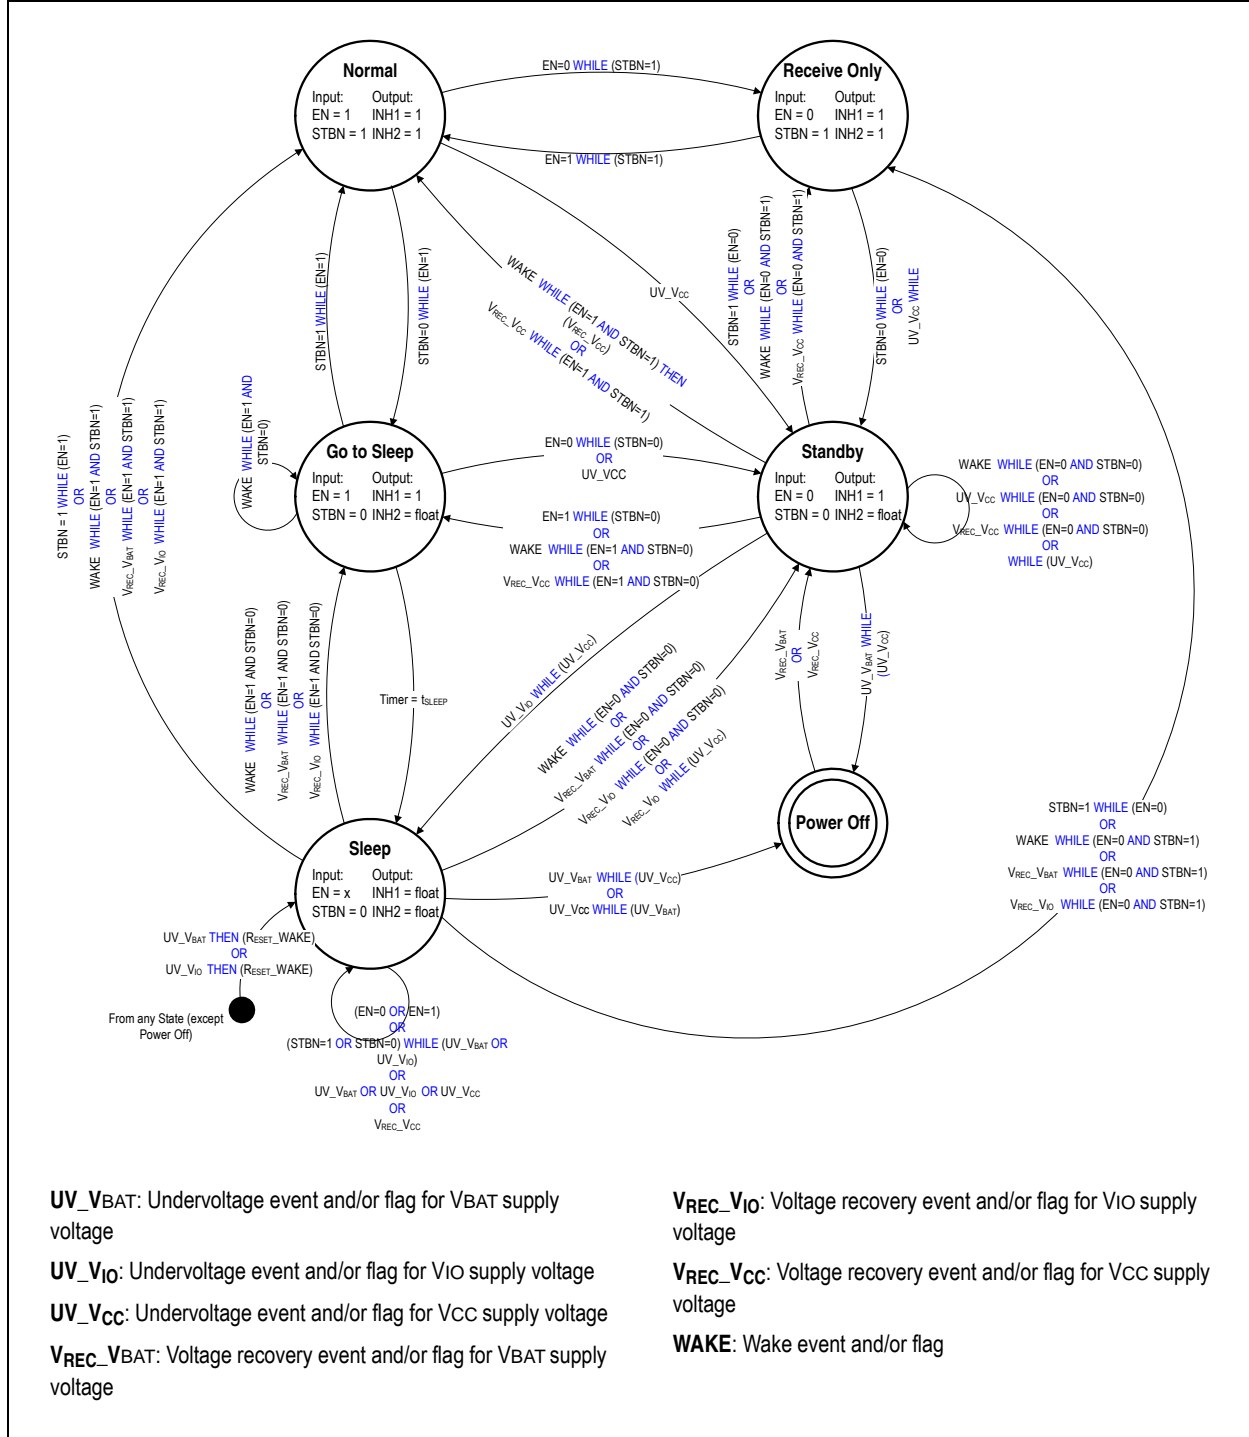 Normal
Input: Output:
EN = 1 INH1 = 1
STBN = 1 INH2 = 1
EN=0 WHILE (STBN=1)
Receive Only
Input: Output:
EN = 0 INH1 = 1
STBN = 1 INH2 = 1
EN=1 WHILE (STBN=1)
STBN=1 WHILE (EN=1)
STBN=0 WHILE (EN=1)
WAKE WHILE (EN=1 AND STBN=1) THEN
(VREC_VCC)
OR
VREC_VCC WHILE (EN=1 AND STBN=1)
UV_VCC
STBN=1 WHILE (EN=0)
OR
WAKE WHILE (EN=0 AND STBN=1)
OR
VREC_VCC WHILE (EN=0 AND STBN=1)
STBN=0 WHILE (EN=0)
OR
UV_VCC WHILE
STBN = 1 WHILE (EN=1)
OR
WAKE WHILE (EN=1 AND STBN=1)
OR
VREC_VBAT WHILE (EN=1 AND STBN=1)
OR
VREC_VIO WHILE (EN=1 AND STBN=1)
WAKE WHILE (EN=1 AND
STBN=0)
Go to Sleep
Input: Output:
EN = 1 INH1 = 1
STBN = 0 INH2 = float
EN=0 WHILE (STBN=0)
OR
UV_VCC
EN=1 WHILE (STBN=0)
OR
WAKE WHILE (EN=1 AND STBN=0)
OR
VREC_VCC WHILE (EN=1 AND STBN=0)
Standby
Input: Output:
EN = 0 INH1 = 1
STBN = 0 INH2 = float
WAKE WHILE (EN=0 AND STBN=0)
OR
UV_VCC WHILE (EN=0 AND STBN=0)
OR
VREC_VCC WHILE (EN=0 AND STBN=0)
OR
WHILE (UV_VCC)
WAKE WHILE (EN=1 AND STBN=0)
OR
VREC_VBAT WHILE (EN=1 AND STBN=0)
OR
VREC_VIO WHILE (EN=1 AND STBN=0)
Timer = tSLEEP
UV_VIO WHILE (UV_VCC)
WAKE WHILE (EN=0 AND STBN=0)
OR
VREC_VBAT WHILE (EN=0 AND STBN=0)
OR
VREC_VIO WHILE (EN=0 AND STBN=0)
OR
VREC_VIO WHILE (UV_VCC)
VREC_VBAT
OR
VREC_VCC
UV_VBAT WHILE
(UV_VCC)
Power Off
STBN=1 WHILE (EN=0)
OR
WAKE WHILE (EN=0 AND STBN=1)
OR
VREC_VBAT WHILE (EN=0 AND STBN=1)
OR
VREC_VIO WHILE (EN=0 AND STBN=1)
Sleep
Input: Output:
EN = x INH1 = float
STBN = 0 INH2 = float
UV_VBAT WHILE (UV_VCC)
OR
UV_Vcc WHILE (UV_VBAT)
UV_VBAT THEN (RESET_WAKE)
OR
UV_VIO THEN (RESET_WAKE)
From any State (except
Power Off)
(EN=0 OR EN=1)
OR
(STBN=1 OR STBN=0) WHILE (UV_VBAT OR
UV_VIO)
OR
UV_VBAT OR UV_VIO OR UV_VCC
OR
VREC_VCC
UV_VBAT: Undervoltage event and/or flag for VBAT supply
voltage
UV_VIO: Undervoltage event and/or flag for VIO supply voltage
UV_VCC: Undervoltage event and/or flag for VCC supply voltage
VREC_VBAT: Voltage recovery event and/or flag for VBAT supply
voltage
VREC_VIO: Voltage recovery event and/or flag for VIO supply
voltage
VREC_VCC: Voltage recovery event and/or flag for VCC supply
voltage
WAKE: Wake event and/or flag